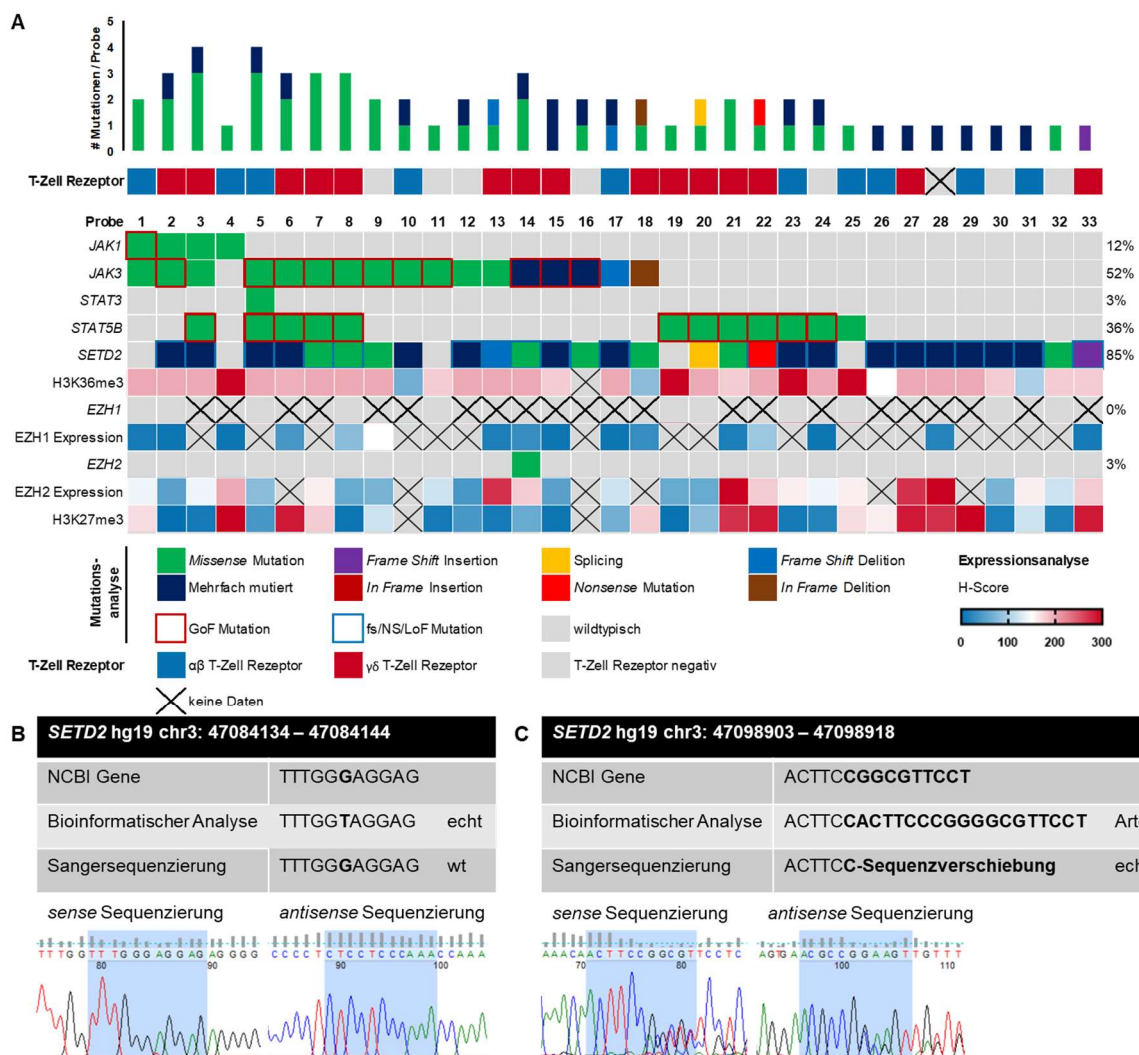 A
# Mutationen / Probe
5
4
3
2
1
0
T-Zell Rezeptor
Probe 1 2 3 4 5 6 7 8 9 10 11 12 13 14 15 16 17 18 19 20 21 22 23 24 25 26 27 28 29 30 31 32 33
JAK1 12%
JAK3 52%
STAT3 3%
STAT5B 36%
SETD2 85%
H3K36me3
EZH1 0%
EZH1 Expression
EZH2 3%
EZH2 Expression
H3K27me3
Mutations-
analyse
Missense Mutation Frame Shift Insertion Splicing Frame Shift Delition
Mehrfach mutiert In Frame Insertion Nonsense Mutation In Frame Delition
GoF Mutation fs/NS/LoF Mutation wildtypisch
Expressionsanalyse
H-Score
0 100 200 300
T-Zell Rezeptor αβ T-Zell Rezeptor γδ T-Zell Rezeptor T-Zell Rezeptor negativ
keine Daten
B SETD2 hg19 chr3: 47084134 – 47084144
NCBI Gene TTTGGGAGGAG
Bioinformatischer Analyse TTTGGTAGGAG echt
Sangersequenzierung TTTGGGAGGAG wt
sense Sequenzierung antisense Sequenzierung
TTTGGTTTGGGAGGAGAGGGG CCCCTCTCCTCCCAAACCAAA
80 90 90 100
C SETD2 hg19 chr3: 47098903 – 47098918
NCBI Gene ACTTCCGGCGTTCCT
Bioinformatischer Analyse ACTTCCACTTCCCGGGGCGTTCCT Art
Sangersequenzierung ACTTCC-Sequenzverschiebung ech
sense Sequenzierung antisense Sequenzierung
AAACAACTTCCGGCGTTCCTC AGTGAACGCCGGAAGTTGTTT
70 80 100 110